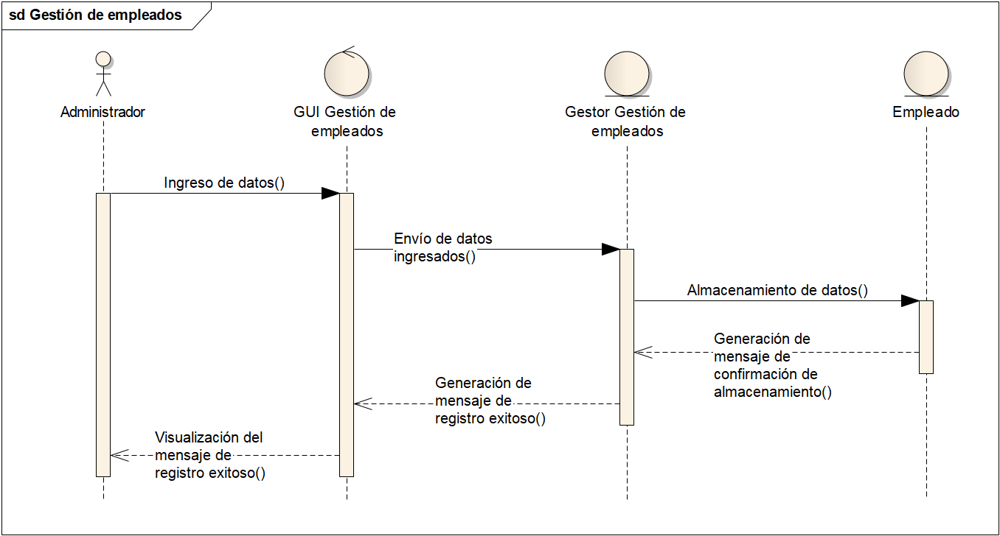 sd Gestión de empleados
Administrador
GUI Gestión de
empleados
Gestor Gestión de
empleados
Empleado
Ingreso de datos()
Envío de datos
ingresados()
Almacenamiento de datos()
Generación de
mensaje de
confirmación de
almacenamiento()
Generación de
mensaje de
registro exitoso()
Visualización del
mensaje de
registro exitoso()